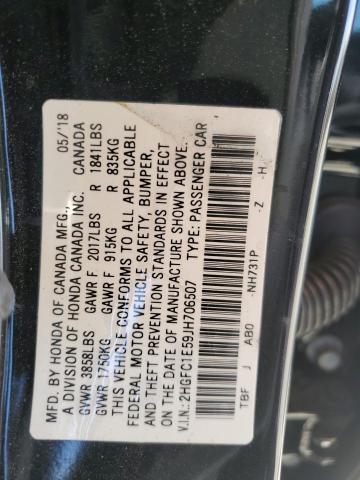 MFD. BY HONDA OF CANADA MFG., 05/'18
A DIVISION OF HONDA CANADA INC. CANADA
GVWR 3858LBS GAWR F 2017LBS R 1841LBS
GVWR 1750KG GAWR F 915KG R 835KG
THIS VEHICLE CONFORMS TO ALL APPLICABLE
FEDERAL MOTOR VEHICLE SAFETY, BUMPER,
AND THEFT PREVENTION STANDARDS IN EFFECT
ON THE DATE OF MANUFACTURE SHOWN ABOVE.
V.I.N.: 2HGFC1E59JH706507 TYPE: PASSENGER CAR
TBF J AB0 -NH731P -Z -H